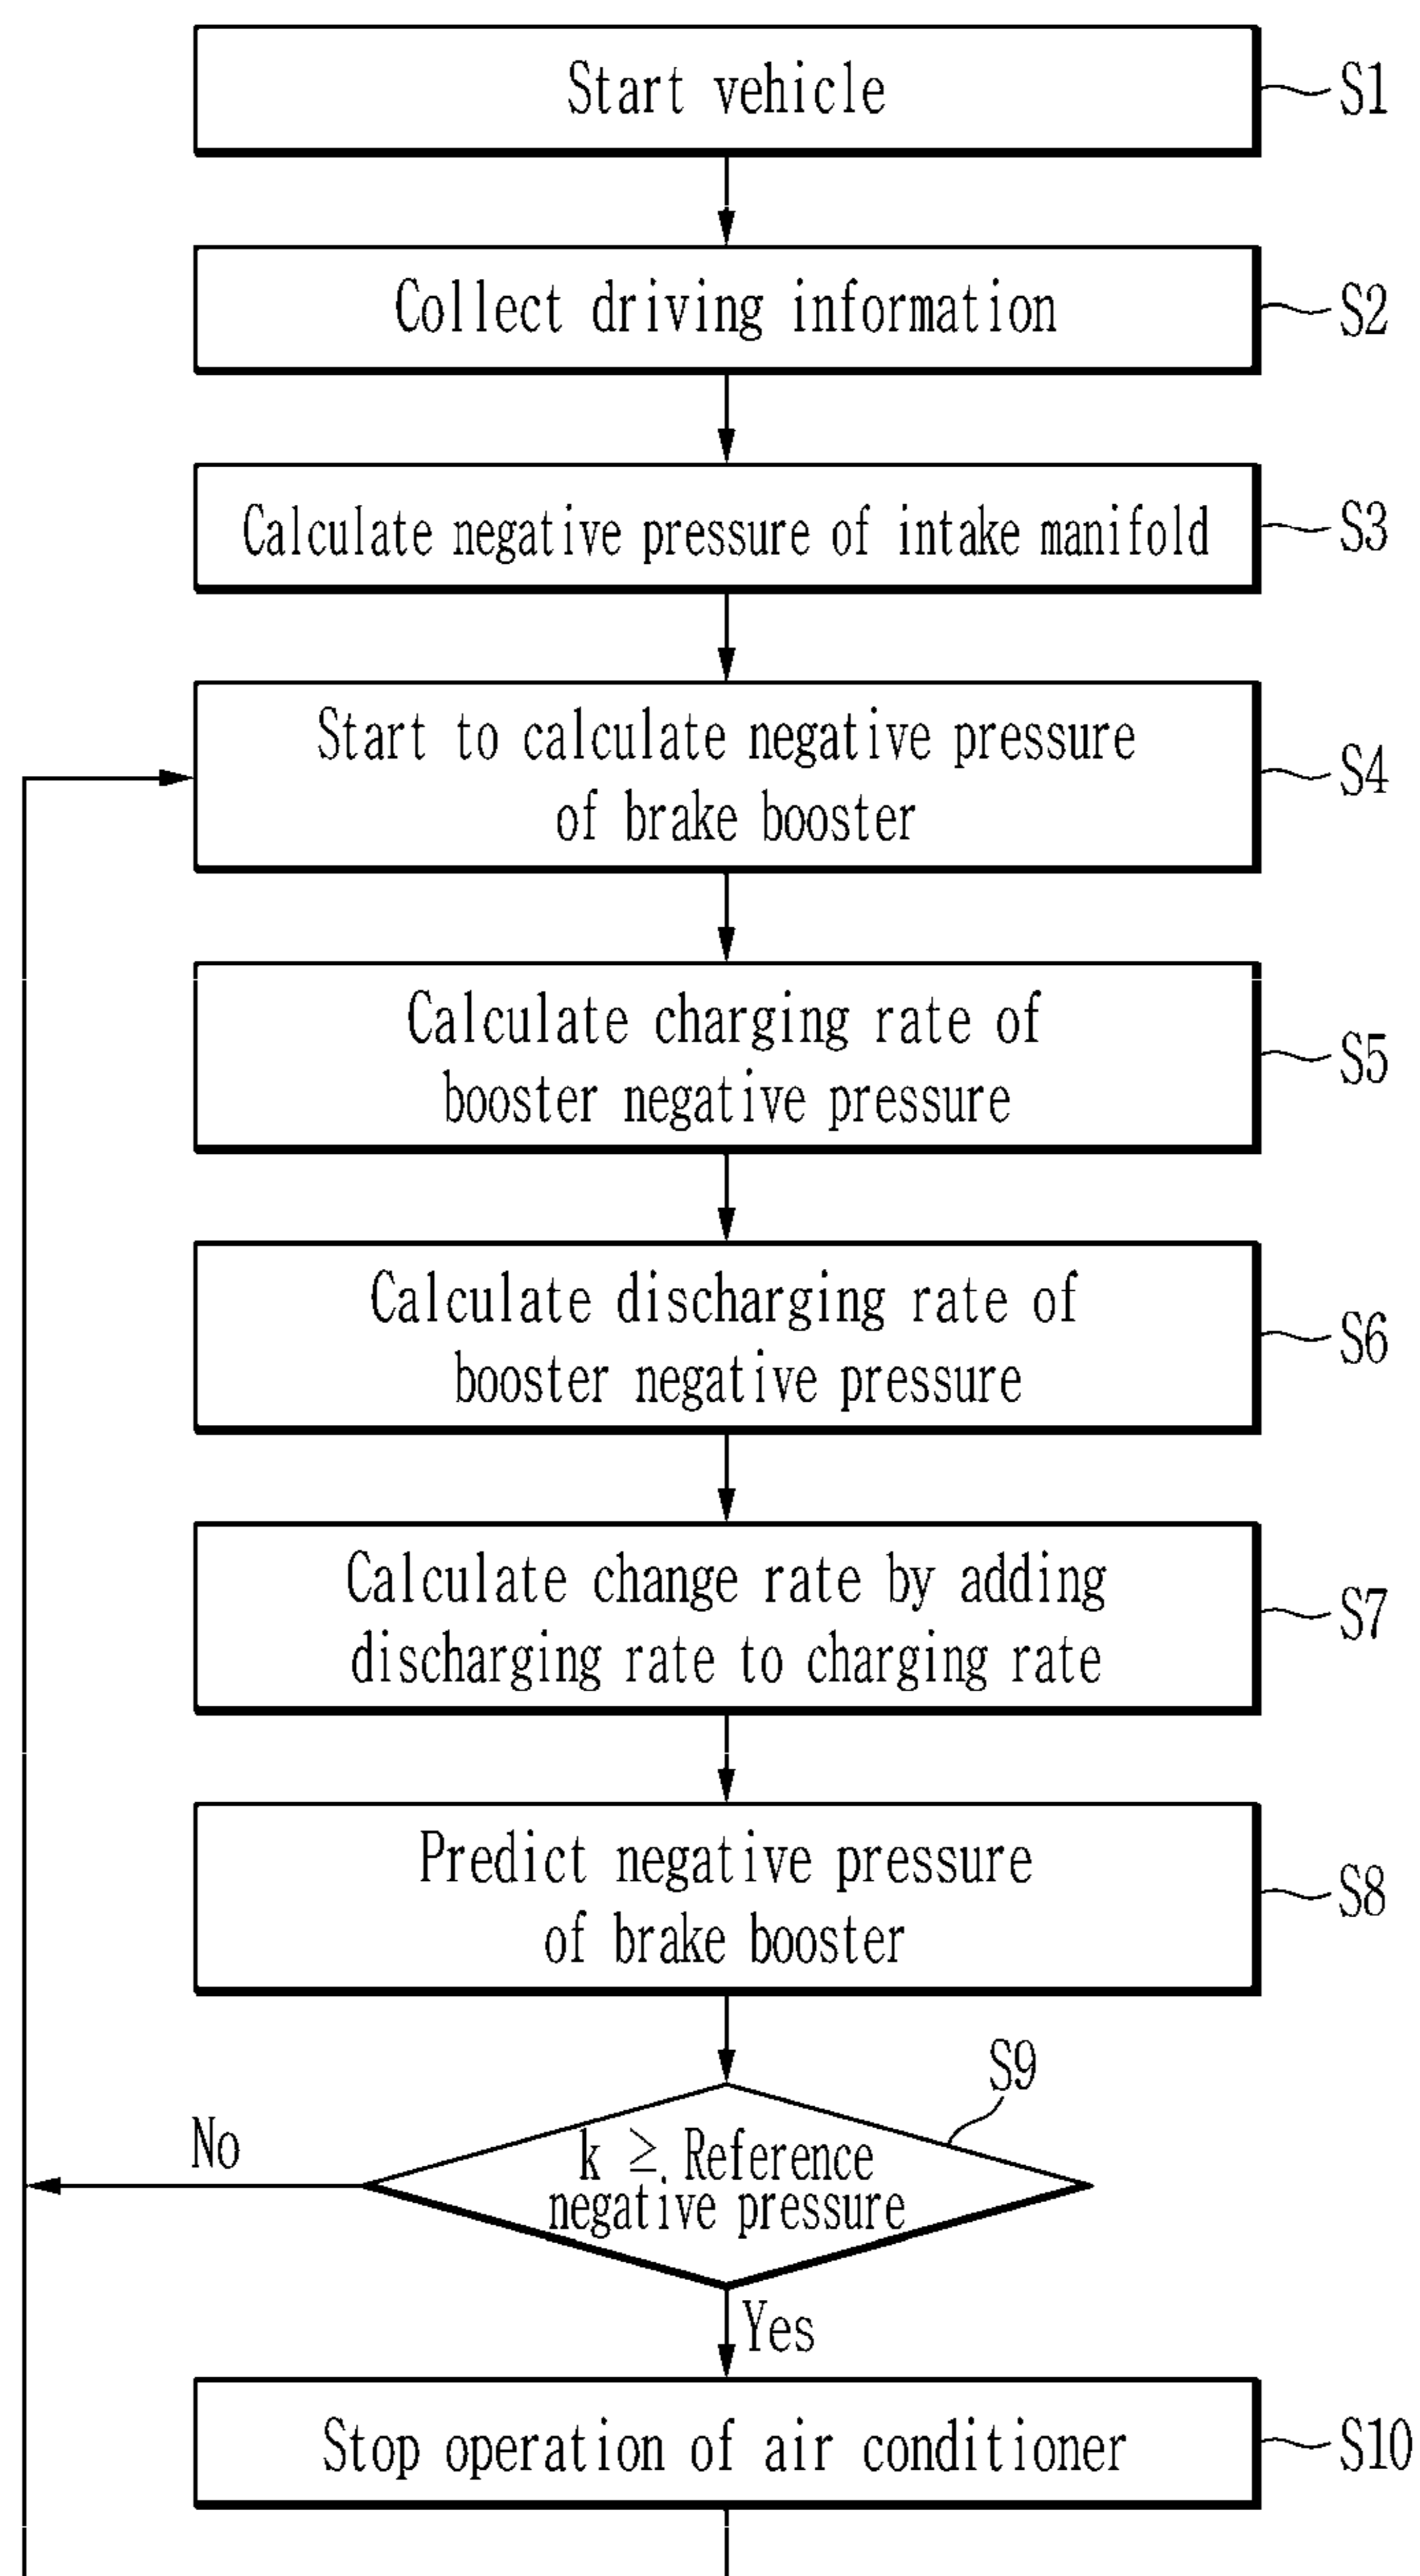 Start vehicle
S1
Collect driving information
S2
Calculate negative pressure of intake manifold
S3
Start to calculate negative pressure
of brake booster
S4
Calculate charging rate of
booster negative pressure
S5
Calculate discharging rate of
booster negative pressure
S6
Calculate change rate by adding
discharging rate to charging rate
S7
Predict negative pressure
of brake booster
S8
S9
No
k ≥ Reference
negative pressure
Yes
Stop operation of air conditioner
S10